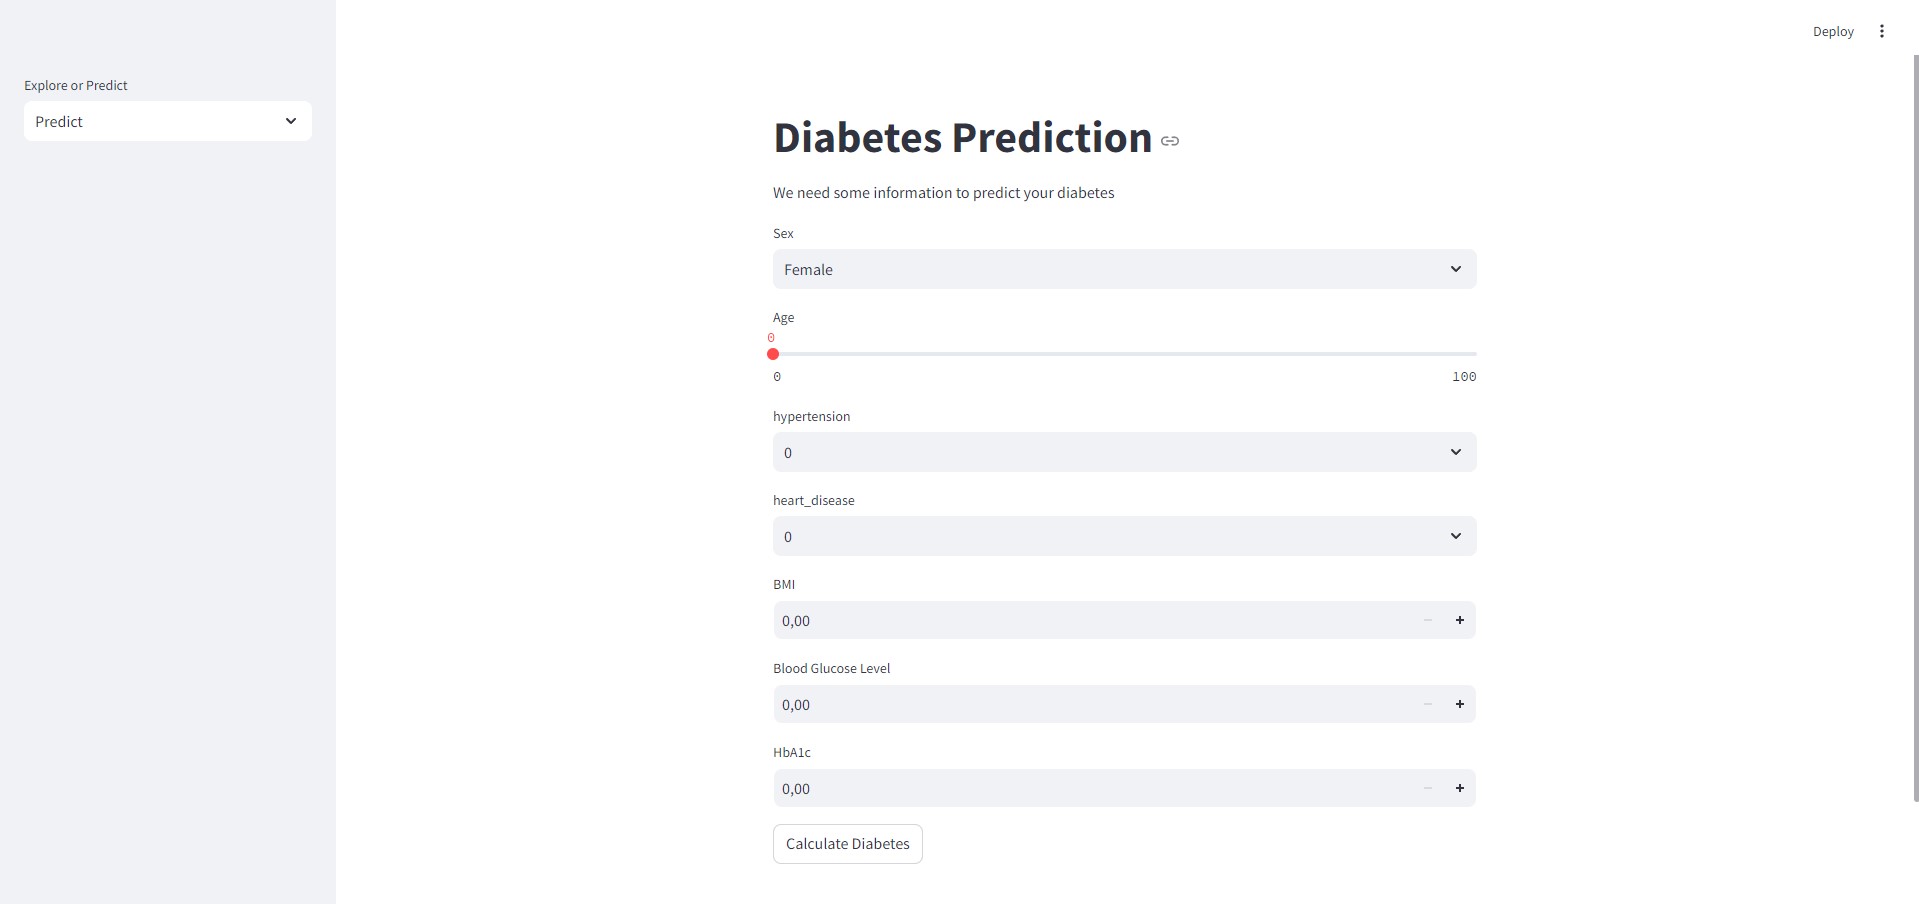 Deploy
Explore or Predict
Predict
Diabetes Prediction
We need some information to predict your diabetes
Sex
Female
Age
0
0 100
hypertension
0
heart_disease
0
BMI
0,00
Blood Glucose Level
0,00
HbA1c
0,00
Calculate Diabetes